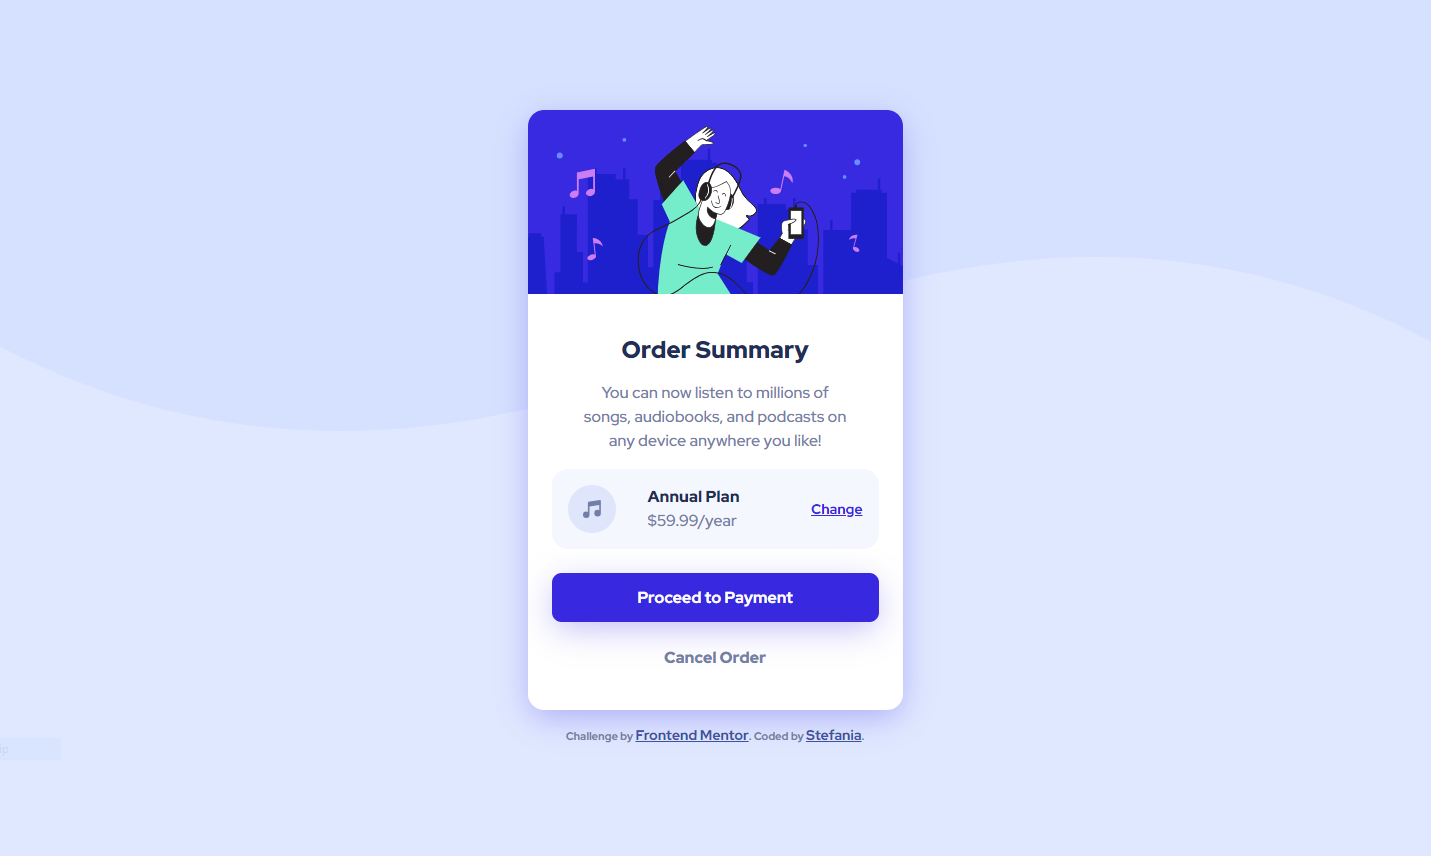 Order Summary
You can now listen to millions of
songs, audiobooks, and podcasts on
any device anywhere you like!
Annual Plan
$59.99/year
Change
Proceed to Payment
Cancel Order
Challenge by Frontend Mentor. Coded by Stefania.